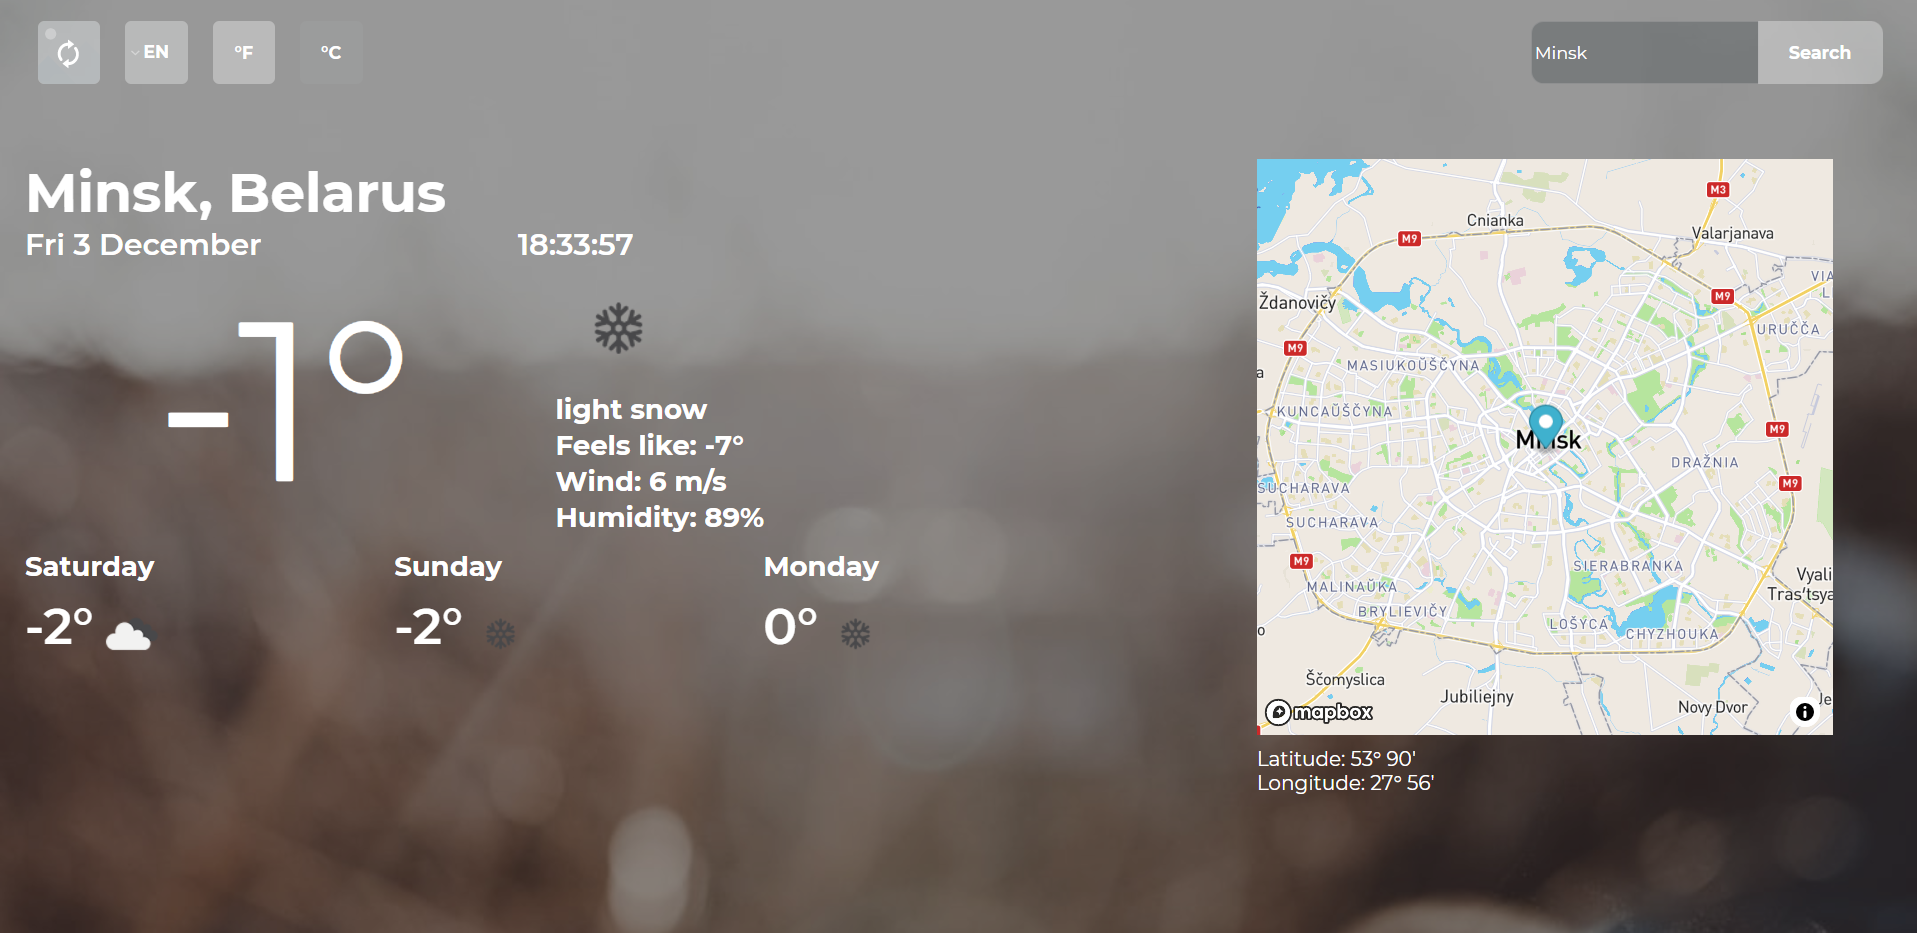 EN
°F
°C
Minsk
Search
Minsk, Belarus
Fri 3 December
18:33:57
-1°
light snow
Feels like: -7°
Wind: 6 m/s
Humidity: 89%
Saturday
-2°
Sunday
-2°
Monday
0°
M3
Cnianka
Valarjanava
M9
VIA
L
Ždanovičy
M9
URUČČA
M9
MASIUKOŬŠČYNA
a
KUNCAŬŠČYNA
Minsk
M9
DRAŽNIA
M9
SUCHARAVA
SUCHARAVA
M9
SIERABRANKA
MALINAŬKA
Vyali
Tras'tsya
BRYLIEVIČY
LOŠYCA
CHYZHOUKA
o
Ščomyslica
Jubiliejny
Novy Dvor
Je
mapbox
Latitude: 53° 90'
Longitude: 27° 56'